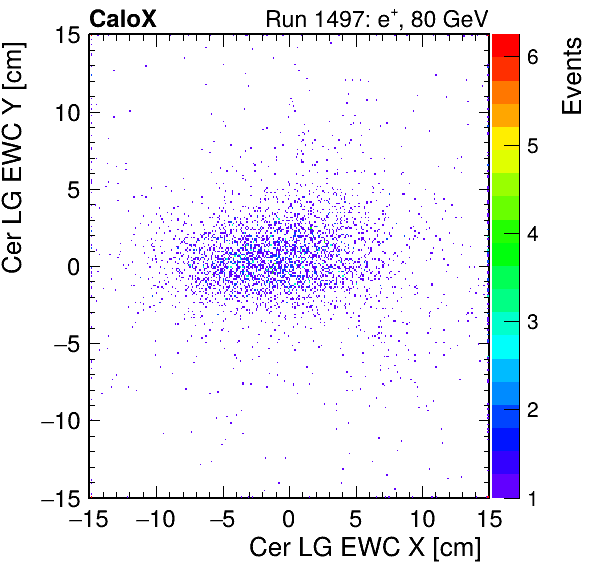 CaloX Run 1497: e+, 80 GeV
Cer LG EWC Y [cm]
15
10
5
0
−5
−10
−15
−15 −10 −5 0 5 10 15
Cer LG EWC X [cm]
Events
6
5
4
3
2
1